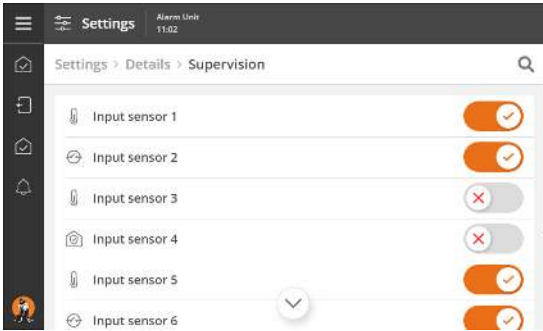 Settings
Alarm Unit
11:02
Settings > Details > Supervision
Input sensor 1
Input sensor 2
Input sensor 3
Input sensor 4
Input sensor 5
Input sensor 6